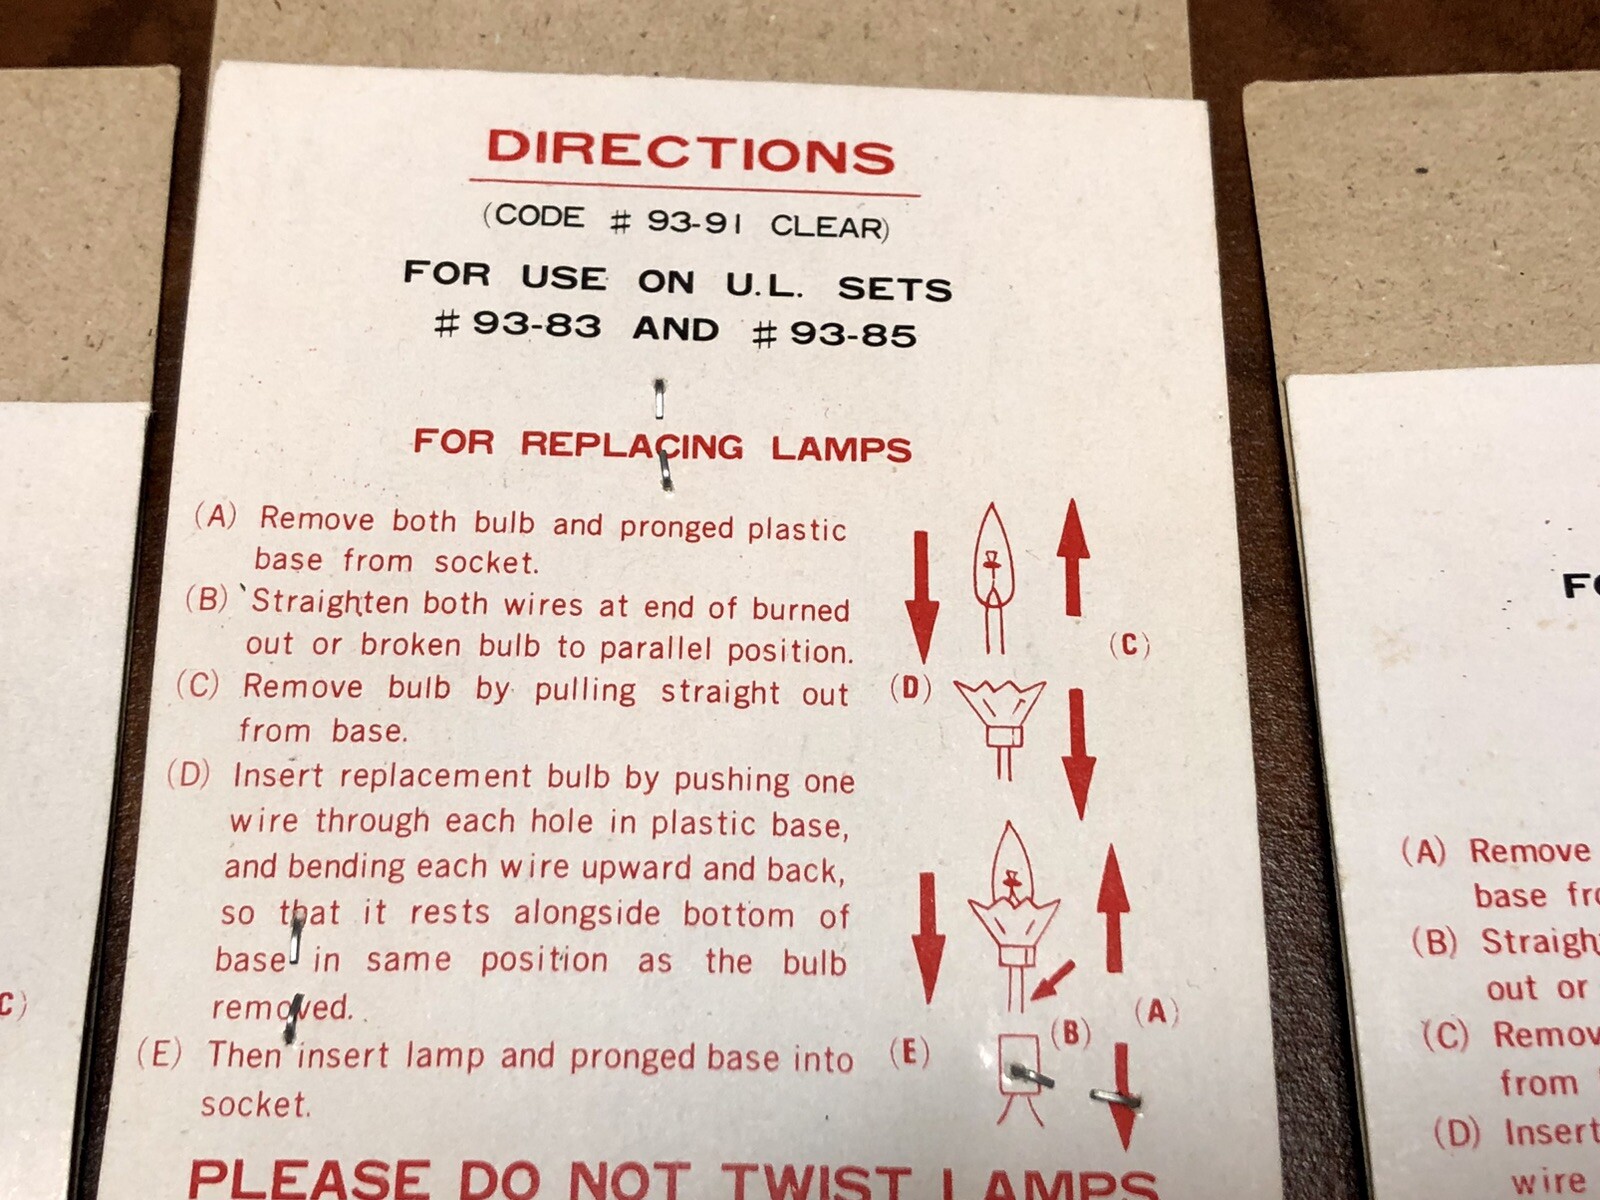 DIRECTIONS
(CODE # 93-91 CLEAR)
FOR USE ON U.L. SETS
# 93-83 AND # 93-85
FOR REPLACING LAMPS
(A) Remove both bulb and pronged plastic
base from socket.
(B) Straighten both wires at end of burned
out or broken bulb to parallel position.
(C) Remove bulb by pulling straight out
from base.
(D) Insert replacement bulb by pushing one
wire through each hole in plastic base,
and bending each wire upward and back,
so that it rests alongside bottom of
base in same position as the bulb
removed.
(E) Then insert lamp and pronged base into
socket.
PLEASE DO NOT TWIST LAMPS
(C)
(D)
(A)
(B)
(E)
C)
(A) Remove
base
(B)
out or
(C)
from
(D) Insert
wire